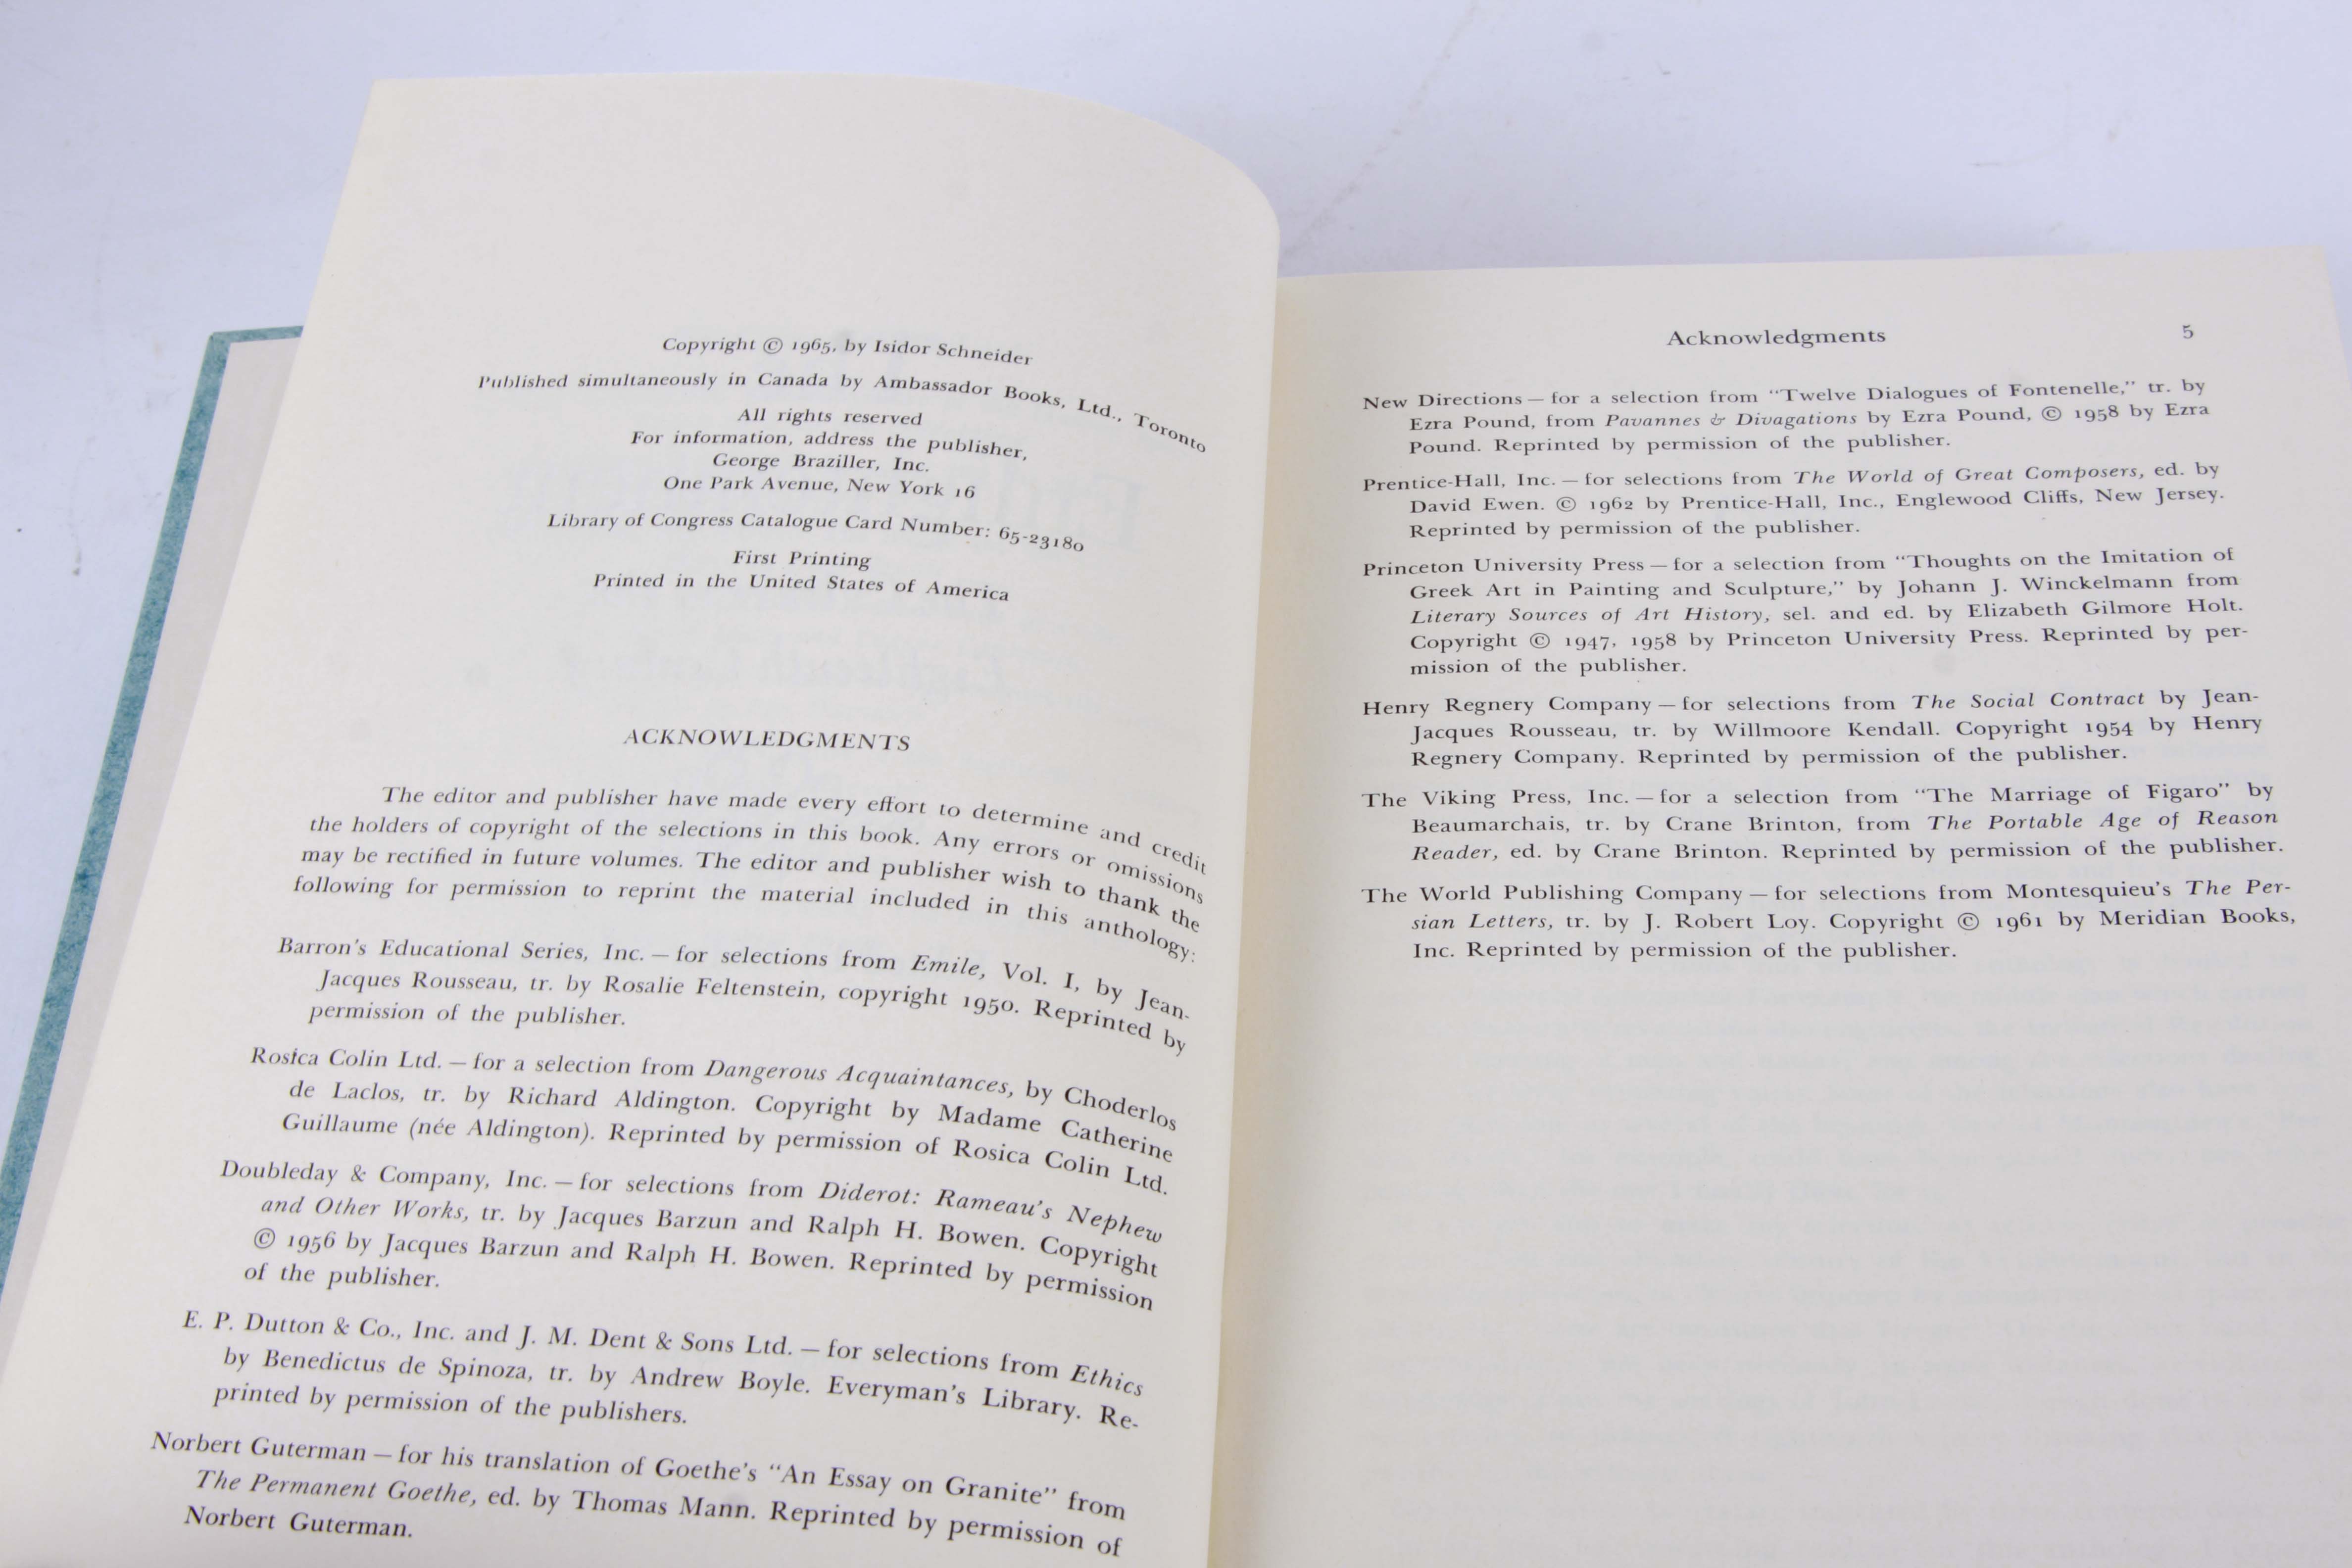 Copyright © 1965, by Isidor Schneider
Published simultaneously in Canada by Ambassador Books, Ltd., Toronto
All rights reserved
For information, address the publisher,
George Braziller, Inc.
One Park Avenue, New York 16
Library of Congress Catalogue Card Number: 65-23180
First Printing
Printed in the United States of America
ACKNOWLEDGMENTS
The editor and publisher have made every effort to determine and credit
the holders of copyright of the selections in this book. Any errors or omissions
may be rectified in future volumes. The editor and publisher wish to thank the
following for permission to reprint the material included in this anthology:
Barron's Educational Series, Inc. — for selections from Emile, Vol. I, by Jean-
Jacques Rousseau, tr. by Rosalie Feltenstein, copyright 1950. Reprinted by
permission of the publisher.
Rosica Colin Ltd. — for a selection from Dangerous Acquaintances, by Choderlos
de Laclos, tr. by Richard Aldington. Copyright by Madame Catherine
Guillaume (née Aldington). Reprinted by permission of Rosica Colin Ltd.
Doubleday & Company, Inc. — for selections from Diderot: Rameau's Nephew
and Other Works, tr. by Jacques Barzun and Ralph H. Bowen. Copyright
© 1956 by Jacques Barzun and Ralph H. Bowen. Reprinted by permission
of the publisher.
E. P. Dutton & Co., Inc. and J. M. Dent & Sons Ltd. — for selections from Ethics
by Benedictus de Spinoza, tr. by Andrew Boyle. Everyman's Library. Re-
printed by permission of the publishers.
Norbert Guterman — for his translation of Goethe's "An Essay on Granite" from
The Permanent Goethe, ed. by Thomas Mann. Reprinted by permission of
Norbert Guterman.
Acknowledgments 5
New Directions — for a selection from "Twelve Dialogues of Fontenelle," tr. by
Ezra Pound, from Pavannes & Divagations by Ezra Pound, © 1958 by Ezra
Pound. Reprinted by permission of the publisher.
Prentice-Hall, Inc. — for selections from The World of Great Composers, ed. by
David Ewen. © 1962 by Prentice-Hall, Inc., Englewood Cliffs, New Jersey.
Reprinted by permission of the publisher.
Princeton University Press — for a selection from "Thoughts on the Imitation of
Greek Art in Painting and Sculpture," by Johann J. Winckelmann from
Literary Sources of Art History, sel. and ed. by Elizabeth Gilmore Holt.
Copyright © 1947, 1958 by Princeton University Press. Reprinted by per-
mission of the publisher.
Henry Regnery Company — for selections from The Social Contract by Jean-
Jacques Rousseau, tr. by Willmoore Kendall. Copyright 1954 by Henry
Regnery Company. Reprinted by permission of the publisher.
The Viking Press, Inc. — for a selection from "The Marriage of Figaro" by
Beaumarchais, tr. by Crane Brinton, from The Portable Age of Reason
Reader, ed. by Crane Brinton. Reprinted by permission of the publisher.
The World Publishing Company — for selections from Montesquieu's The Per-
sian Letters, tr. by J. Robert Loy. Copyright © 1961 by Meridian Books,
Inc. Reprinted by permission of the publisher.